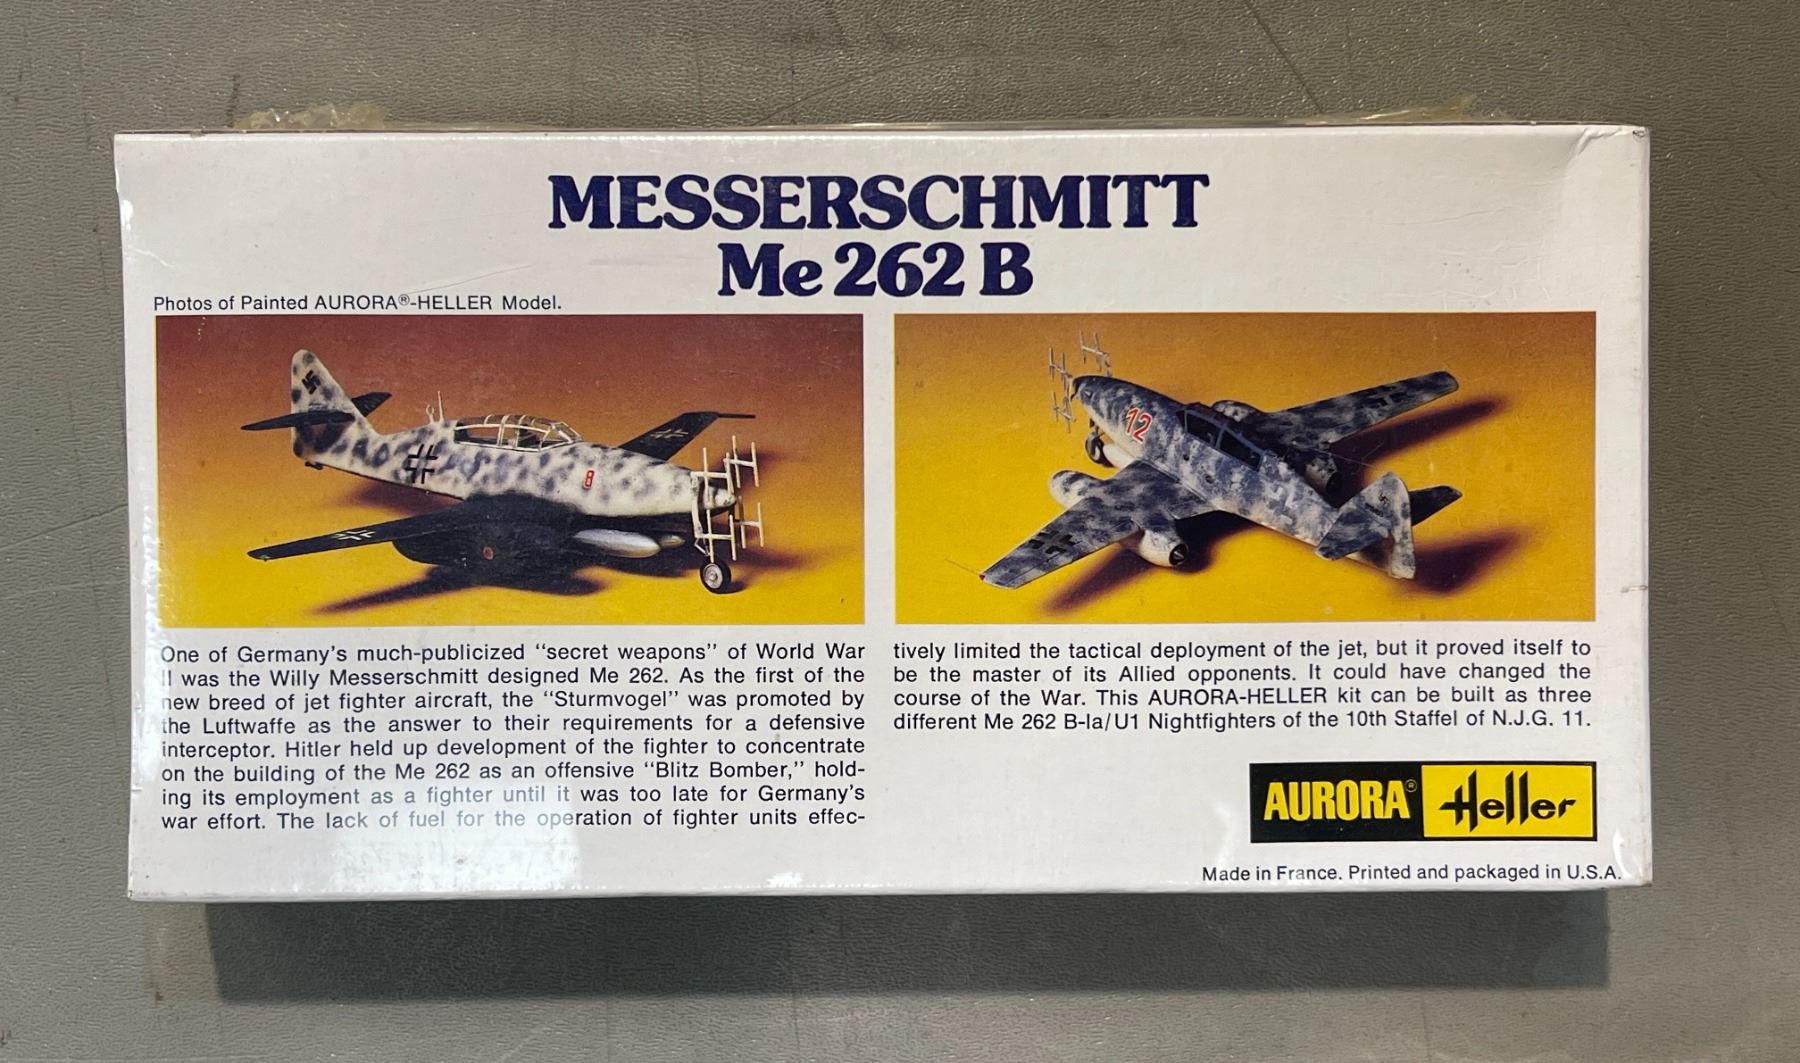 MESSERSCHMITT
Me 262 B
Photos of Painted AURORA®-HELLER Model.
8
12
One of Germany's much-publicized "secret weapons" of World War
II was the Willy Messerschmitt designed Me 262. As the first of the
new breed of jet fighter aircraft, the "Sturmvogel" was promoted by
the Luftwaffe as the answer to their requirements for a defensive
interceptor. Hitler held up development of the fighter to concentrate
on the building of the Me 262 as an offensive "Blitz Bomber," hold-
ing its employment as a fighter until it was too late for Germany's
war effort. The lack of fuel for the operation of fighter units effec-
tively limited the tactical deployment of the jet, but it proved itself to
be the master of its Allied opponents. It could have changed the
course of the War. This AURORA-HELLER kit can be built as three
different Me 262 B-Ia/U1 Nightfighters of the 10th Staffel of N.J.G. 11.
AURORA® Heller
Made in France. Printed and packaged in U.S.A.